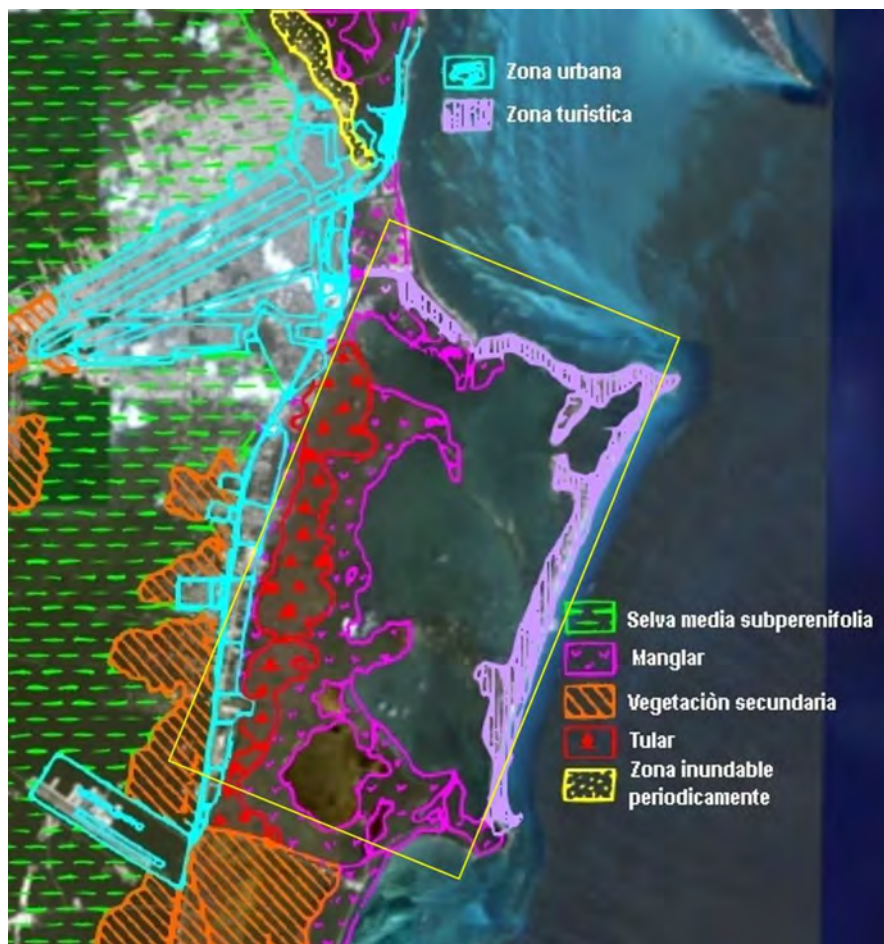 Zona urbana
Zona turistica
Selva media subperenifolia
Manglar
Vegetaciòn secundaria
Tular
Zona inundable
periodicamente